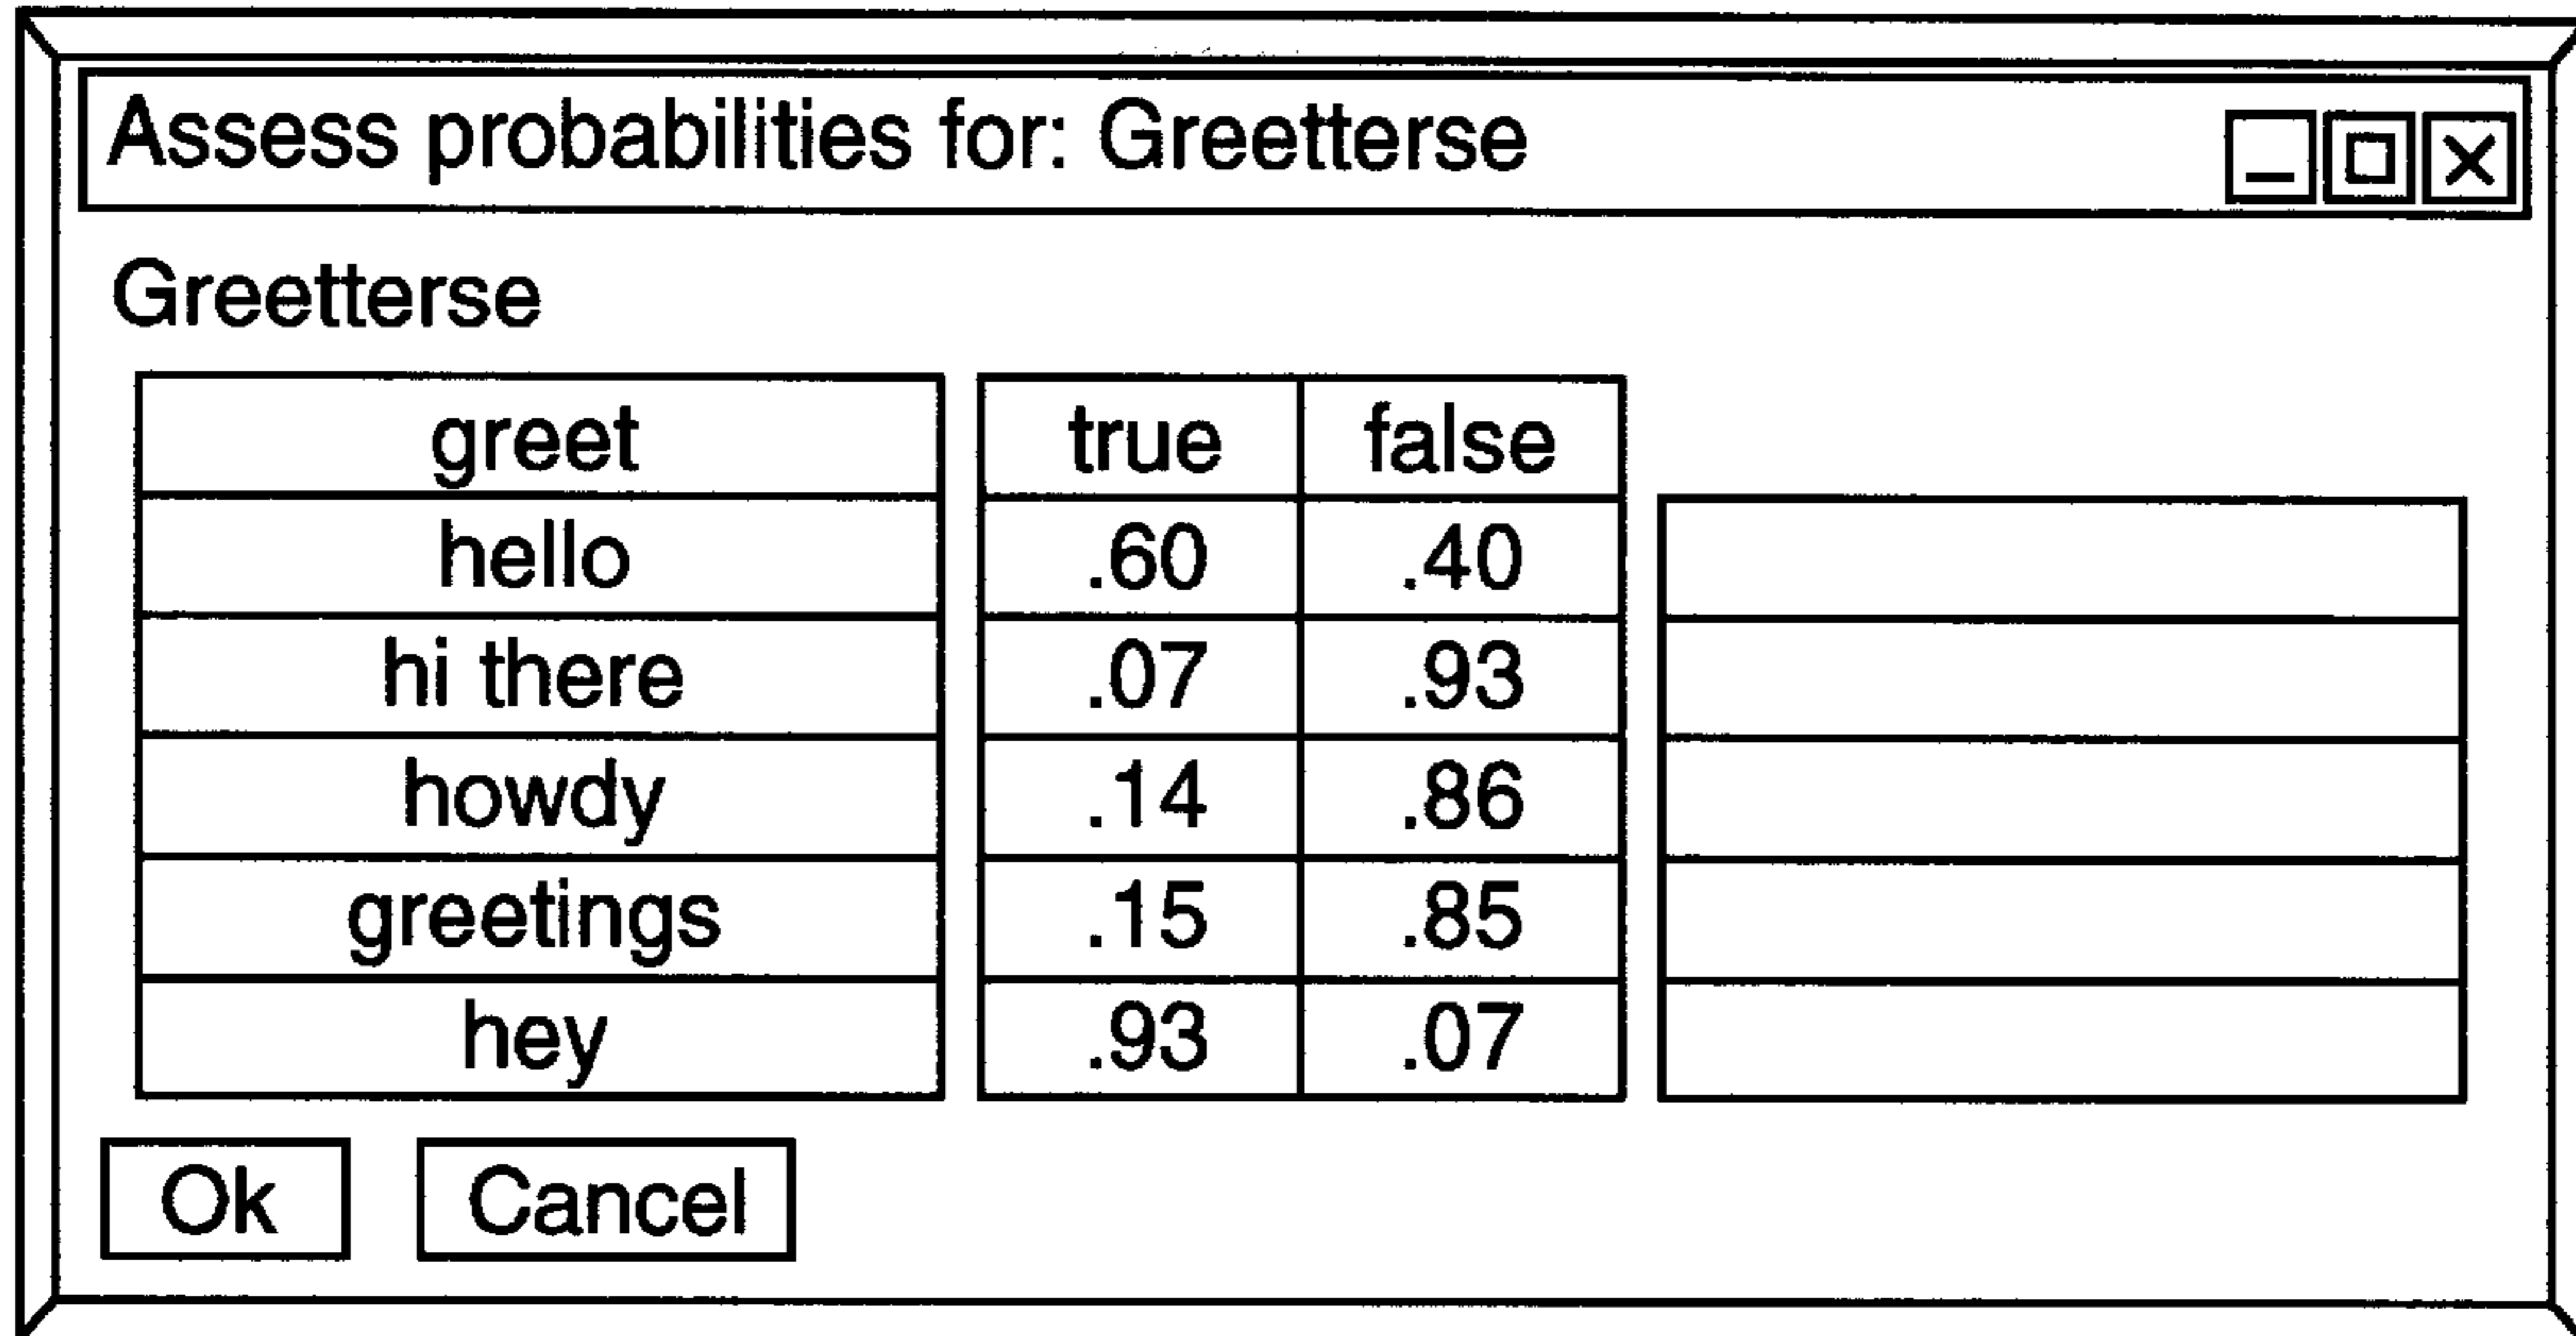 Assess probabilities for: Greetterse
Greetterse
greet true false
hello .60 .40
hi there .07 .93
howdy .14 .86
greetings .15 .85
hey .93 .07
Ok Cancel